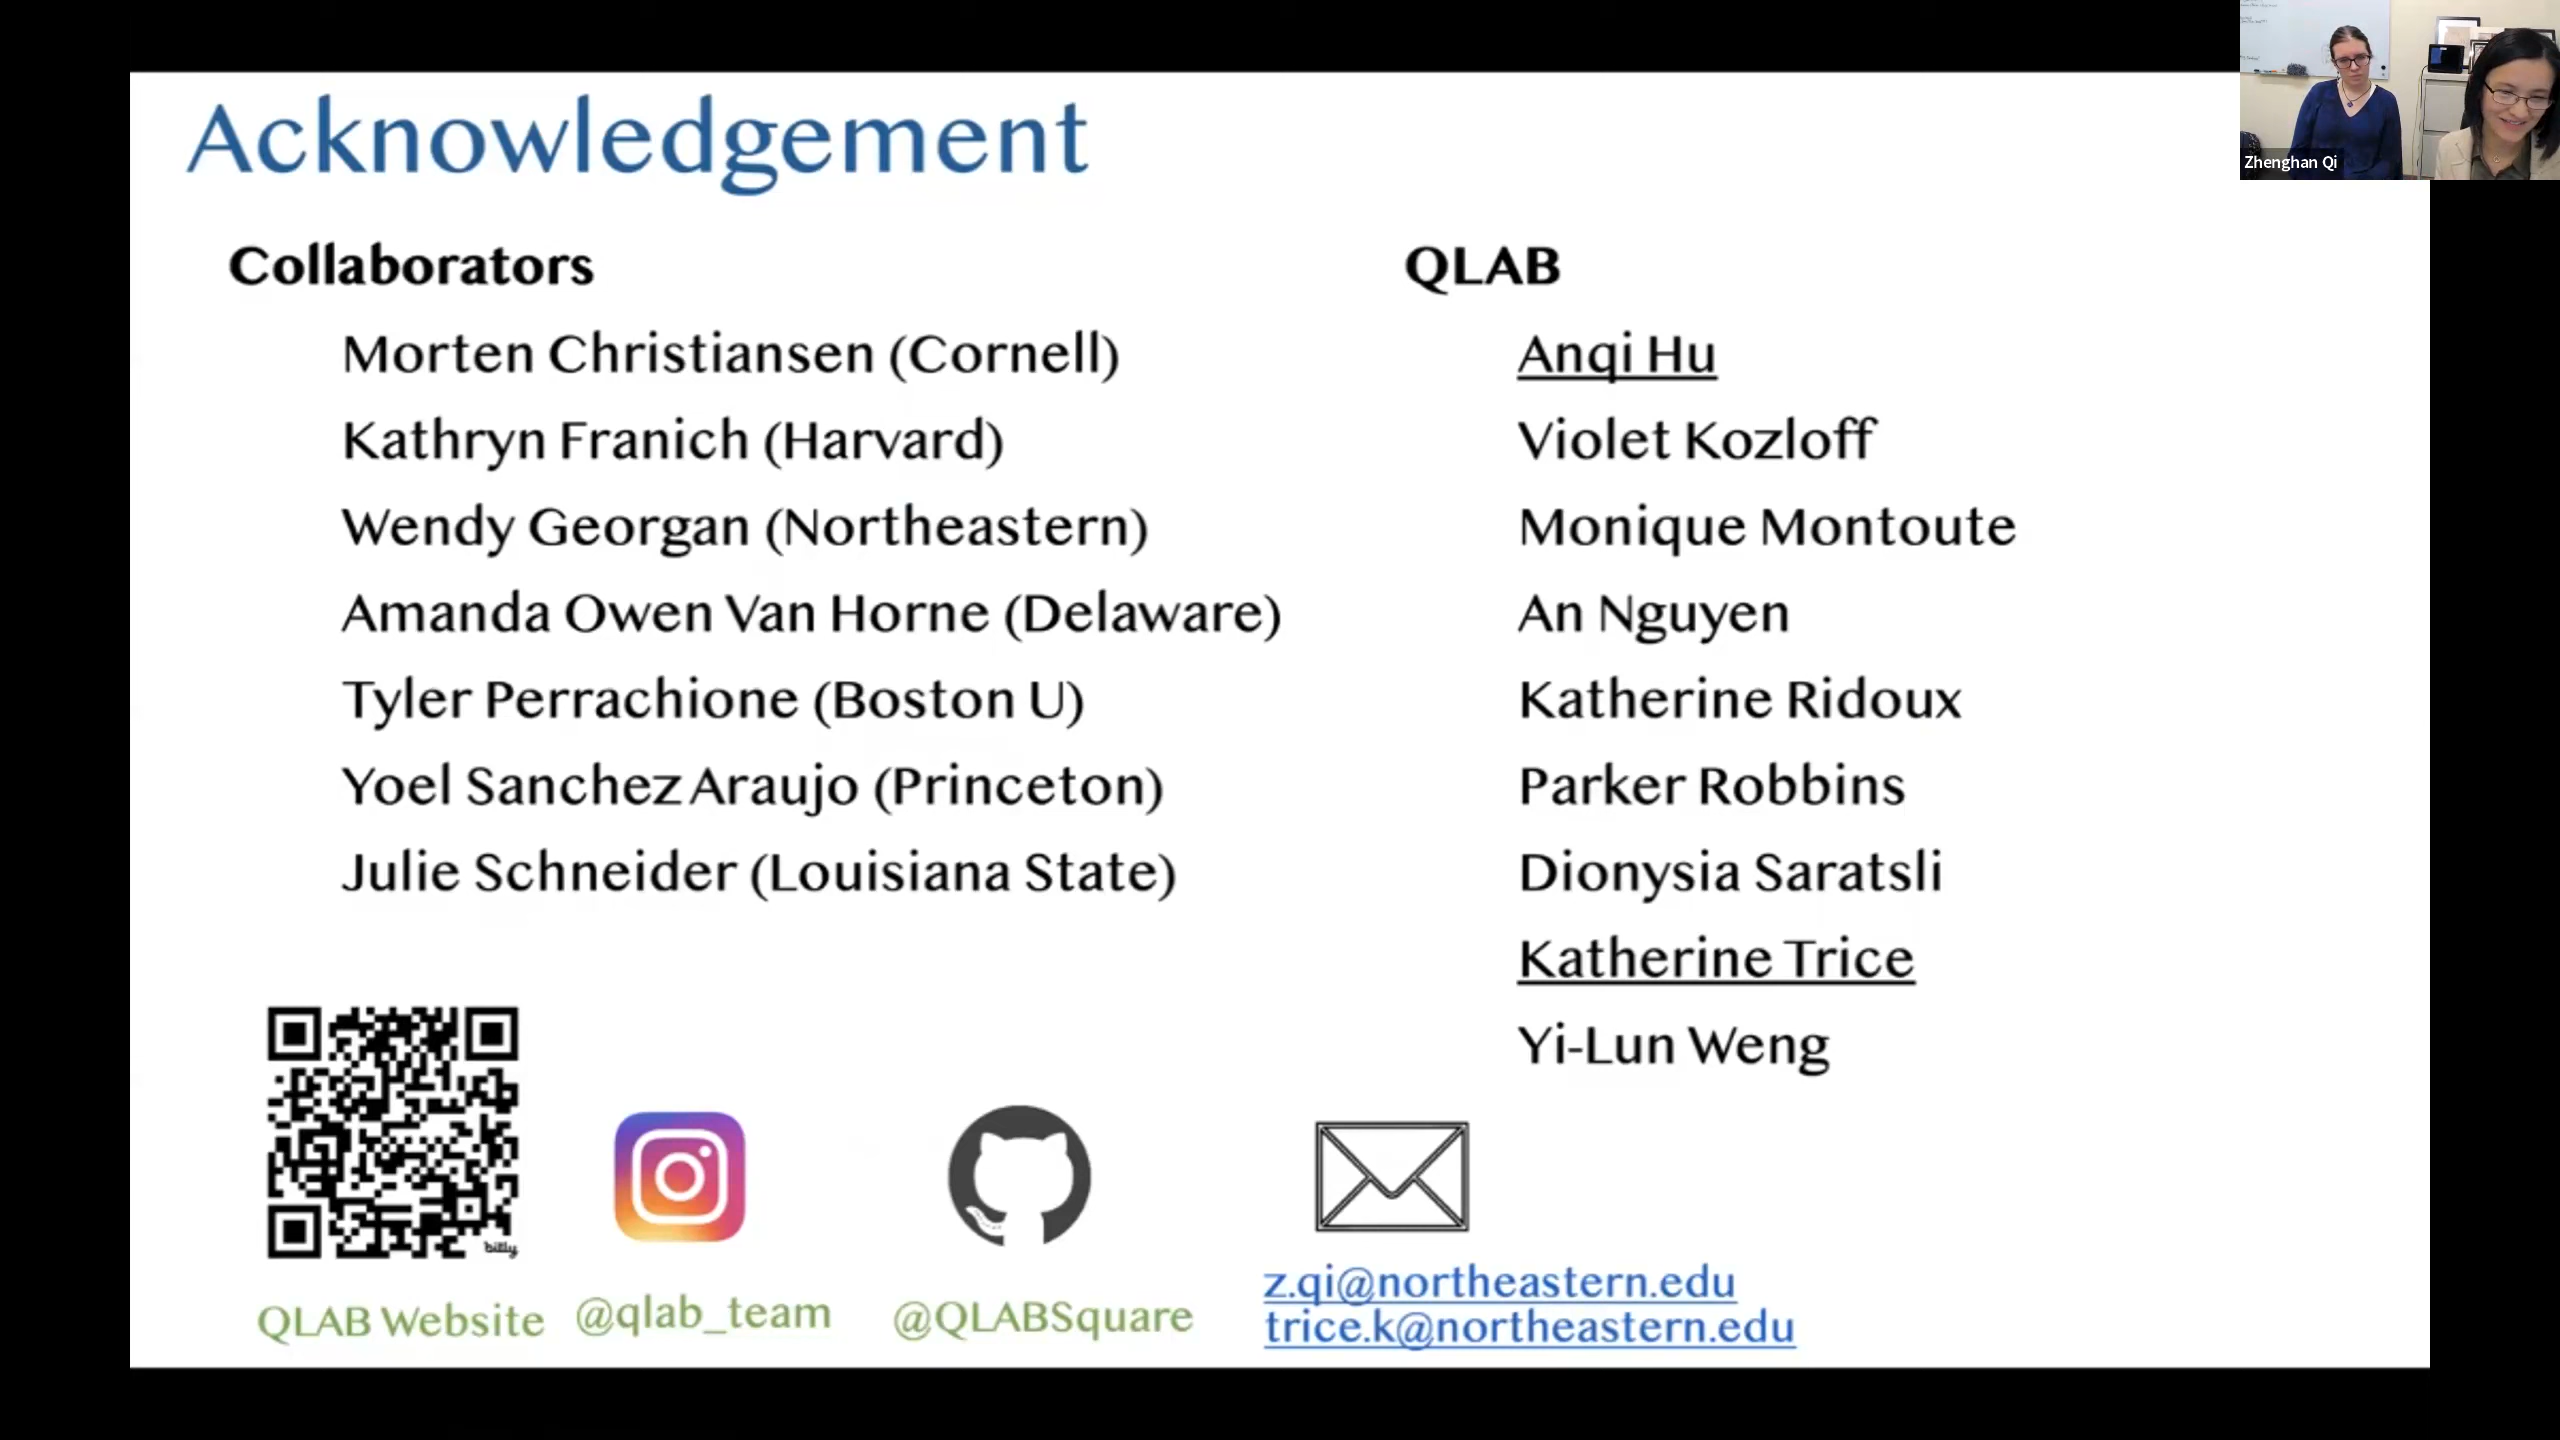 Acknowledgement
Collaborators
Morten Christiansen (Cornell)
Kathryn Franich (Harvard)
Wendy Georgan (Northeastern)
Amanda Owen Van Horne (Delaware)
Tyler Perrachione (Boston U)
Yoel Sanchez Araujo (Princeton)
Julie Schneider (Louisiana State)
QLAB
Anqi Hu
Violet Kozloff
Monique Montoute
An Nguyen
Katherine Ridoux
Parker Robbins
Dionysia Saratsli
Katherine Trice
Yi-Lun Weng
bitly
QLAB Website
@qlab_team
@QLABSquare
z.qi@northeastern.edu
trice.k@northeastern.edu
Zhenghan Qi